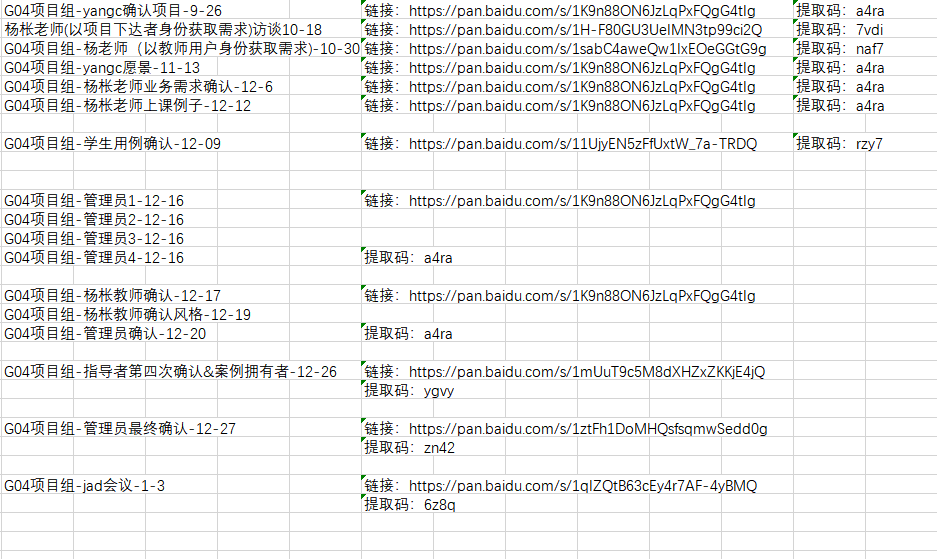 G04项目组-yangc确认项目-9-26 链接：https://pan.baidu.com/s/1K9n88ON6JzLqPxFQgG4tIg 提取码：a4ra
杨枨老师(以项目下达者身份获取需求)访谈10-18 链接：https://pan.baidu.com/s/1H-F80GU3UeIMN3tp99ci2Q 提取码：7vdi
G04项目组-杨老师（以教师用户身份获取需求)-10-30 链接：https://pan.baidu.com/s/1sabC4aweQw1IxEOeGGtG9g 提取码：naf7
G04项目组-yangc愿景-11-13 链接：https://pan.baidu.com/s/1K9n88ON6JzLqPxFQgG4tIg 提取码：a4ra
G04项目组-杨枨老师业务需求确认-12-6 链接：https://pan.baidu.com/s/1K9n88ON6JzLqPxFQgG4tIg 提取码：a4ra
G04项目组-杨枨老师上课例子-12-12 链接：https://pan.baidu.com/s/1K9n88ON6JzLqPxFQgG4tIg 提取码：a4ra
G04项目组-学生用例确认-12-09 链接：https://pan.baidu.com/s/11UjyEN5zFfUxtW_7a-TRDQ 提取码：rzy7
G04项目组-管理员1-12-16 链接：https://pan.baidu.com/s/1K9n88ON6JzLqPxFQgG4tIg
G04项目组-管理员2-12-16
G04项目组-管理员3-12-16
G04项目组-管理员4-12-16 提取码：a4ra
G04项目组-杨枨教师确认-12-17 链接：https://pan.baidu.com/s/1K9n88ON6JzLqPxFQgG4tIg
G04项目组-杨枨教师确认风格-12-19
G04项目组-管理员确认-12-20 提取码：a4ra
G04项目组-指导者第四次确认&案例拥有者-12-26 链接：https://pan.baidu.com/s/1mUuT9c5M8dXHZxZKKjE4jQ
提取码：ygvy
G04项目组-管理员最终确认-12-27 链接：https://pan.baidu.com/s/1ztFh1DoMHQsfsqmwSedd0g
提取码：zn42
G04项目组-jad会议-1-3 链接：https://pan.baidu.com/s/1qIZQtB63cEy4r7AF-4yBMQ
提取码：6z8q